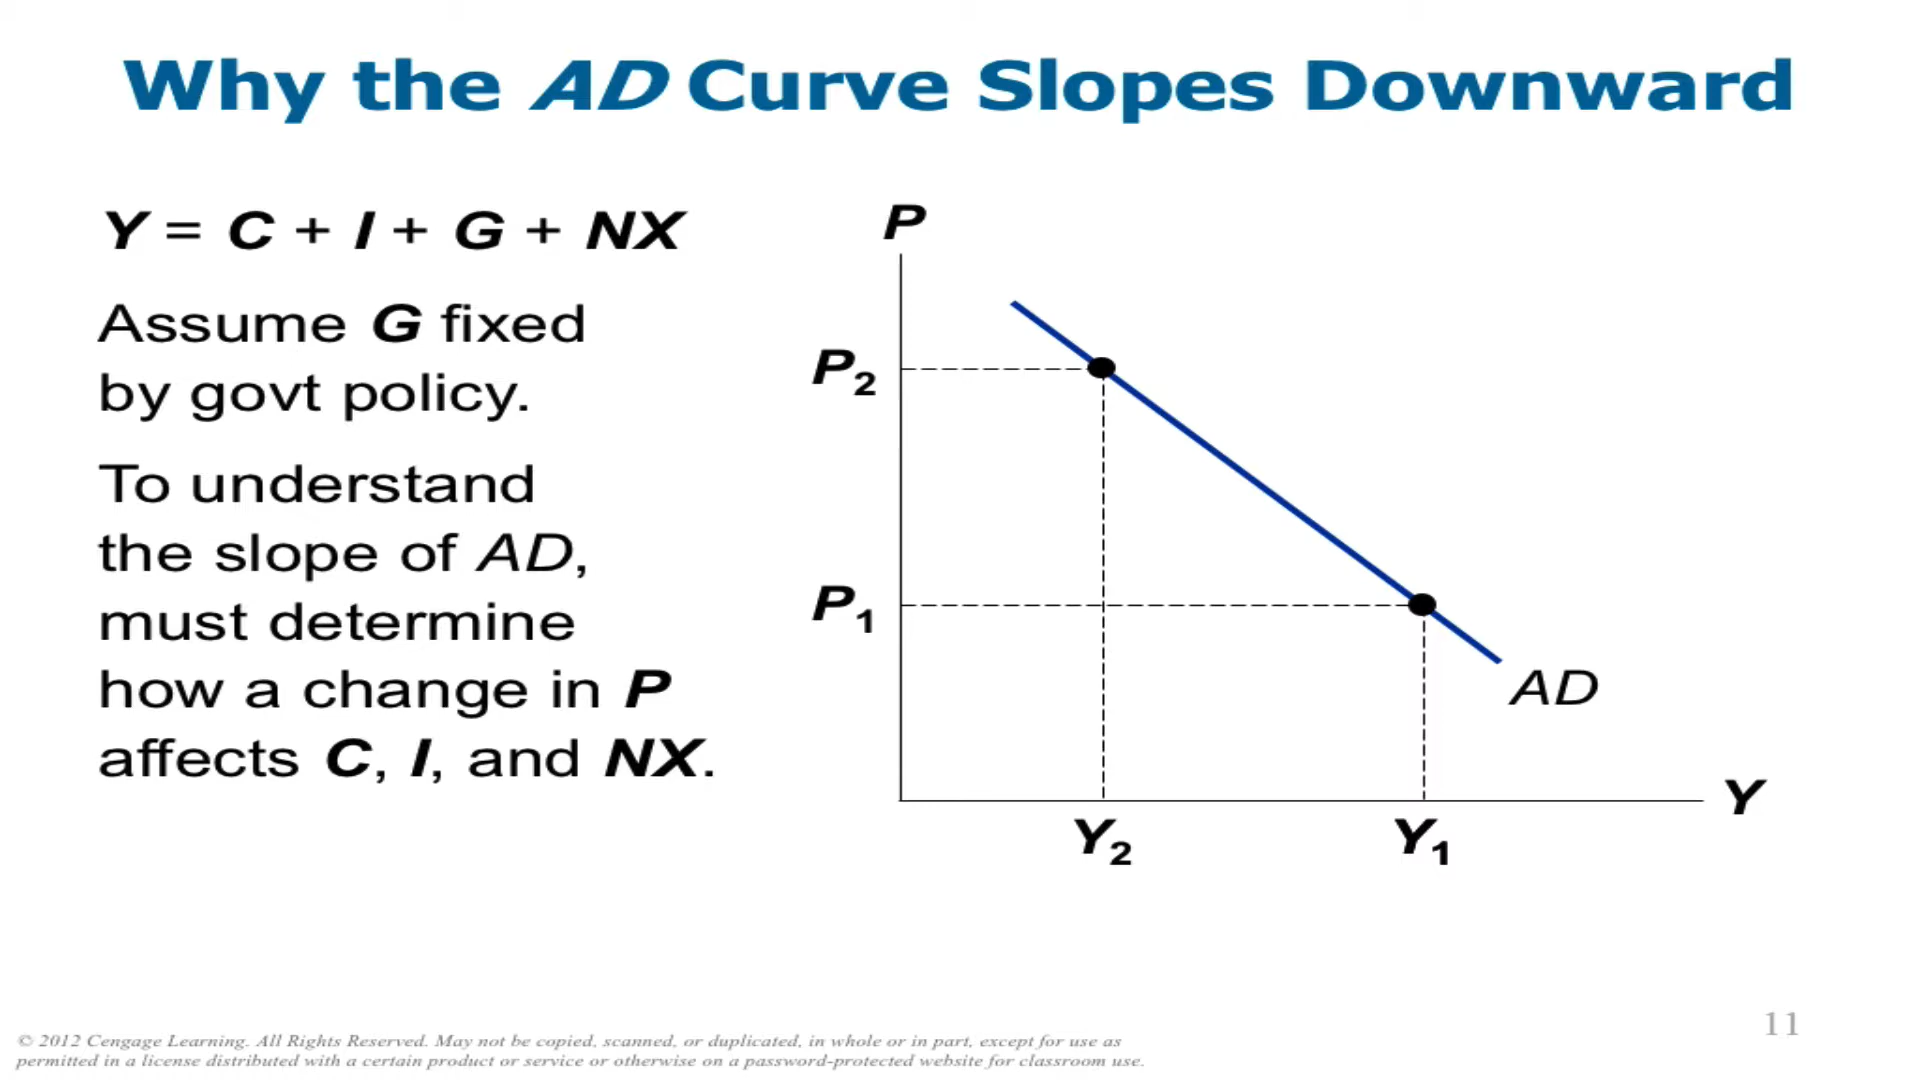 Why the AD Curve Slopes Downward
Y = C + I + G + NX
Assume G fixed
by govt policy.
To understand
the slope of AD,
must determine
how a change in P
affects C, I, and NX.
P
P2
P1
AD
Y
Y2
Y1
11
© 2012 Cengage Learning. All Rights Reserved. May not be copied, scanned, or duplicated, in whole or in part, except for use as
permitted in a license distributed with a certain product or service or otherwise on a password-protected website for classroom use.